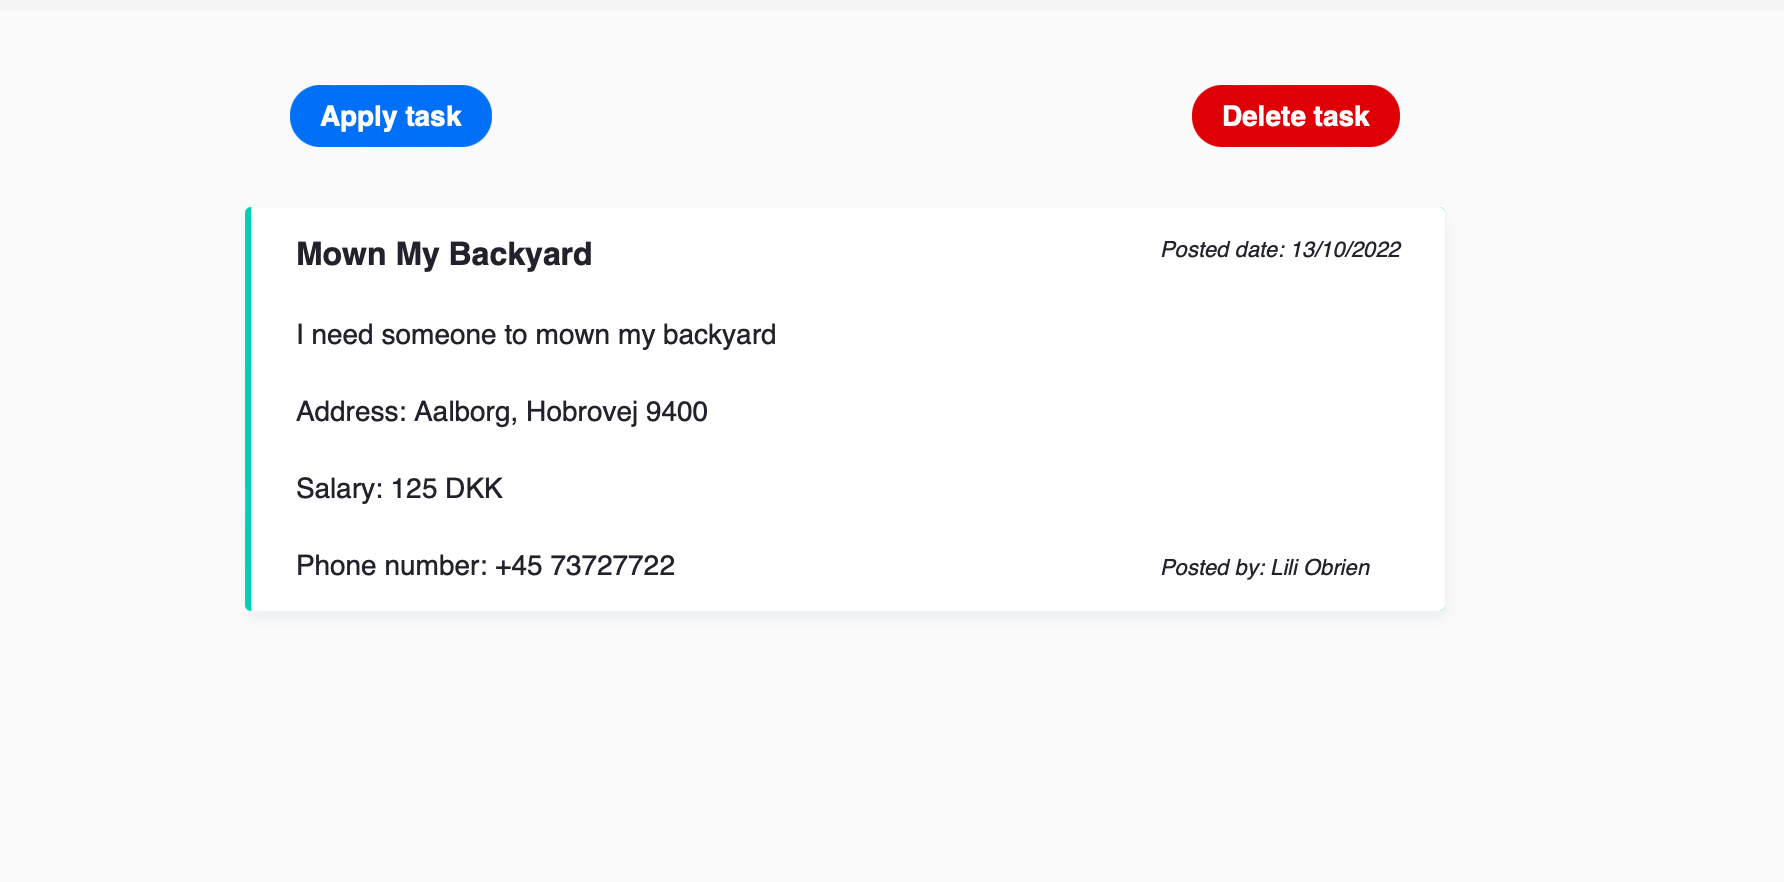 Apply task
Delete task
Mown My Backyard
Posted date: 13/10/2022
I need someone to mown my backyard
Address: Aalborg, Hobrovej 9400
Salary: 125 DKK
Phone number: +45 73727722
Posted by: Lili Obrien